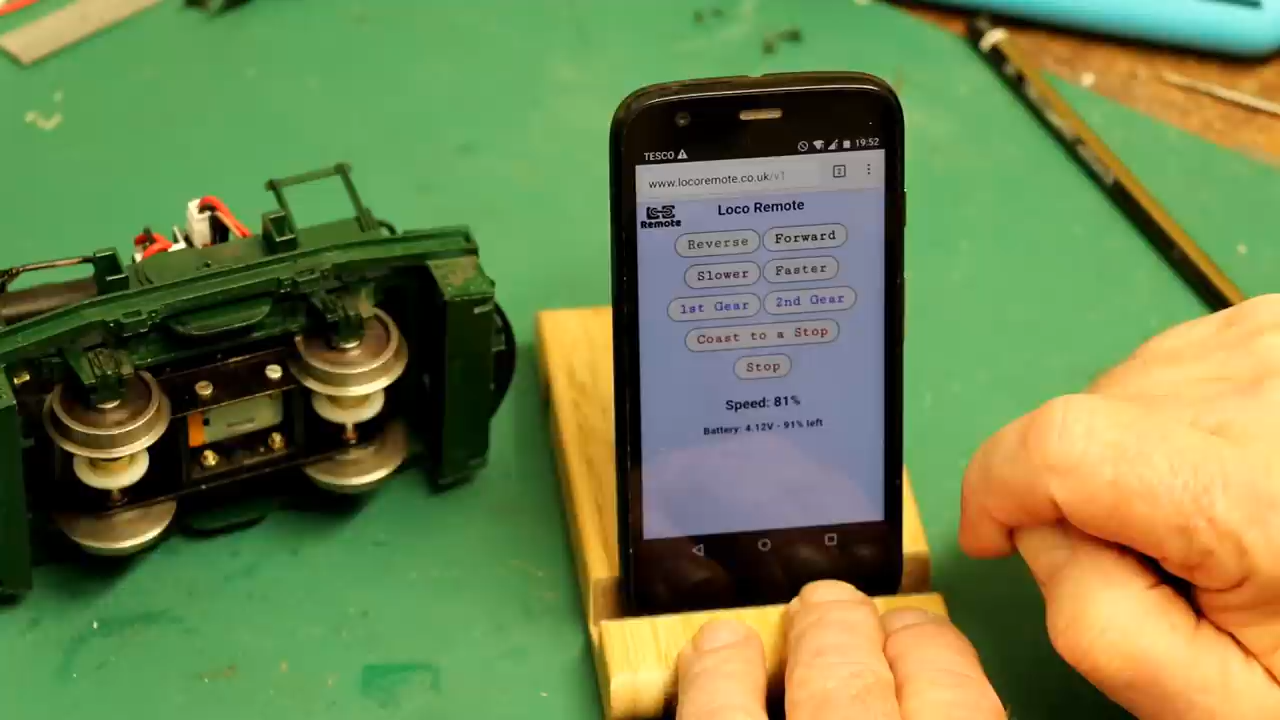 TESCO 19:52
www.locoremote.co.uk/v1 2
Remote
Loco Remote
Reverse Forward
Slower Faster
1st Gear 2nd Gear
Coast to a Stop
Stop
Speed: 81%
Battery: 4.12V - 91% left